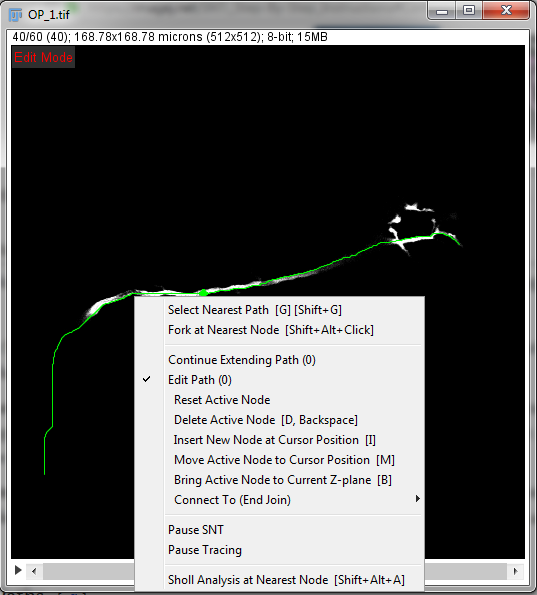 OP_1.tif
40/60 (40); 168.78x168.78 microns (512x512); 8-bit; 15MB
Edit Mode
Select Nearest Path [G] [Shift+G]
Fork at Nearest Node [Shift+Alt+Click]
Continue Extending Path (0)
Edit Path (0)
Reset Active Node
Delete Active Node [D, Backspace]
Insert New Node at Cursor Position [I]
Move Active Node to Cursor Position [M]
Bring Active Node to Current Z-plane [B]
Connect To (End Join)
Pause SNT
Pause Tracing
Sholl Analysis at Nearest Node [Shift+Alt+A]